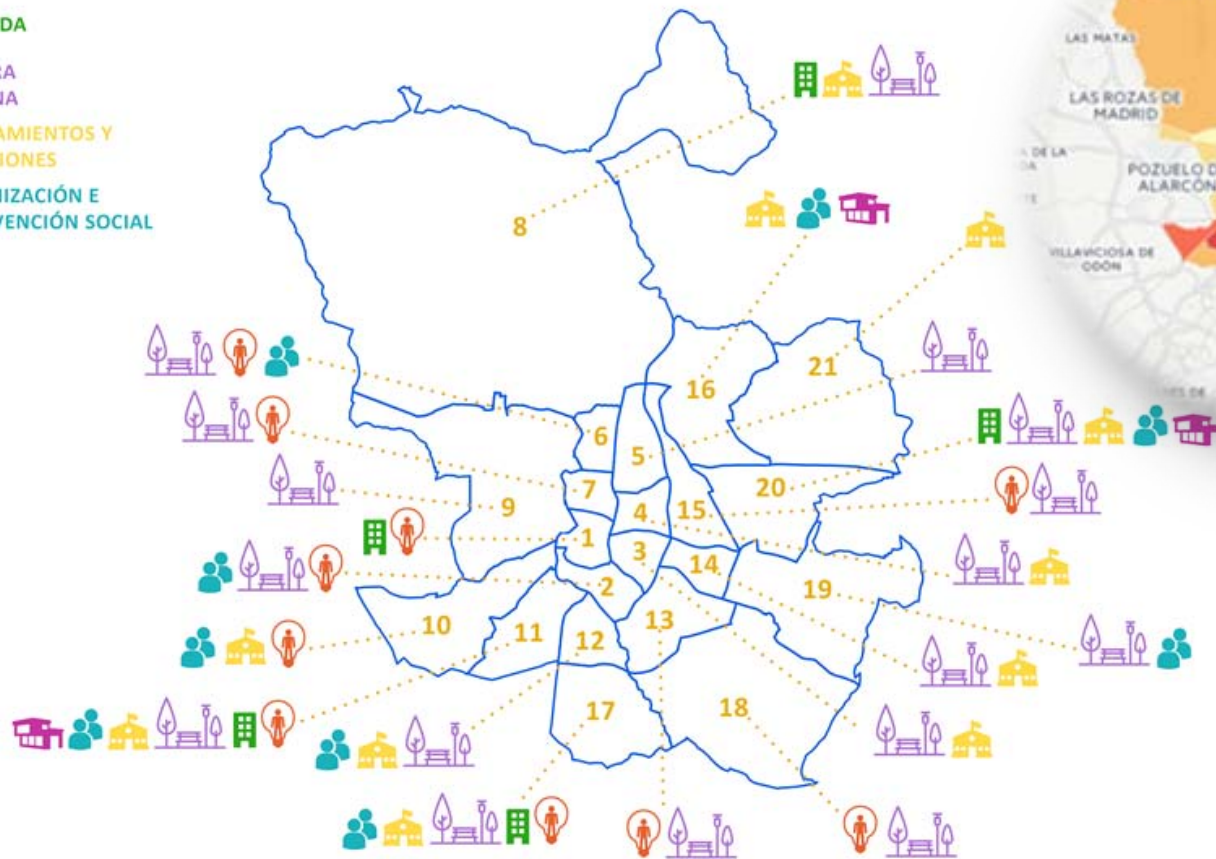 DA
RA
NA
AMIENTOS Y
IONES
IZACIÓN E
VENCIÓN SOCIAL
LAS MATAS
LAS ROZAS DE
MADRID
A DE LA
POZUELO D
ALARCÓN
VILLAVICIOSA DE
ODÓN
8
16
21
6
5
7
20
9
4
15
1
3
14
2
19
10
11
12
13
17
18